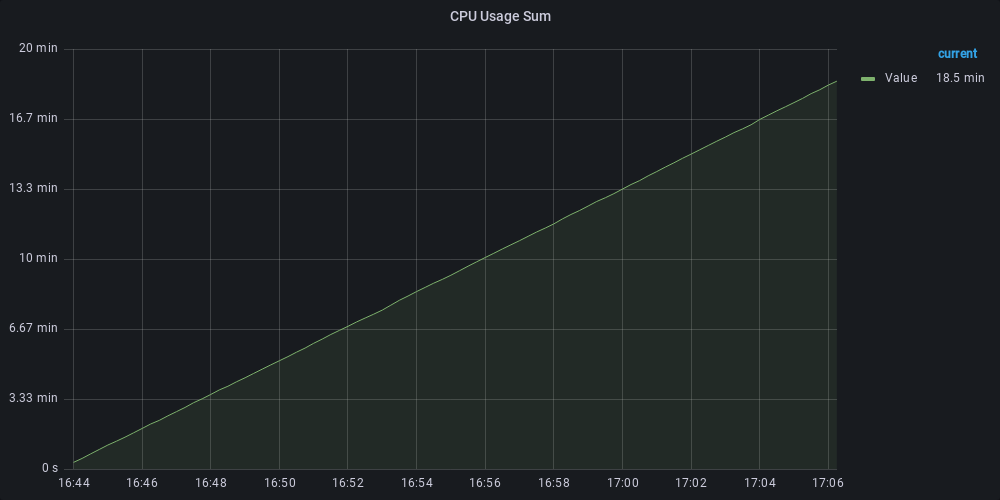 CPU Usage Sum
20 min
16.7 min
13.3 min
10 min
6.67 min
3.33 min
0 s
16:44 16:46 16:48 16:50 16:52 16:54 16:56 16:58 17:00 17:02 17:04 17:06
current
Value 18.5 min